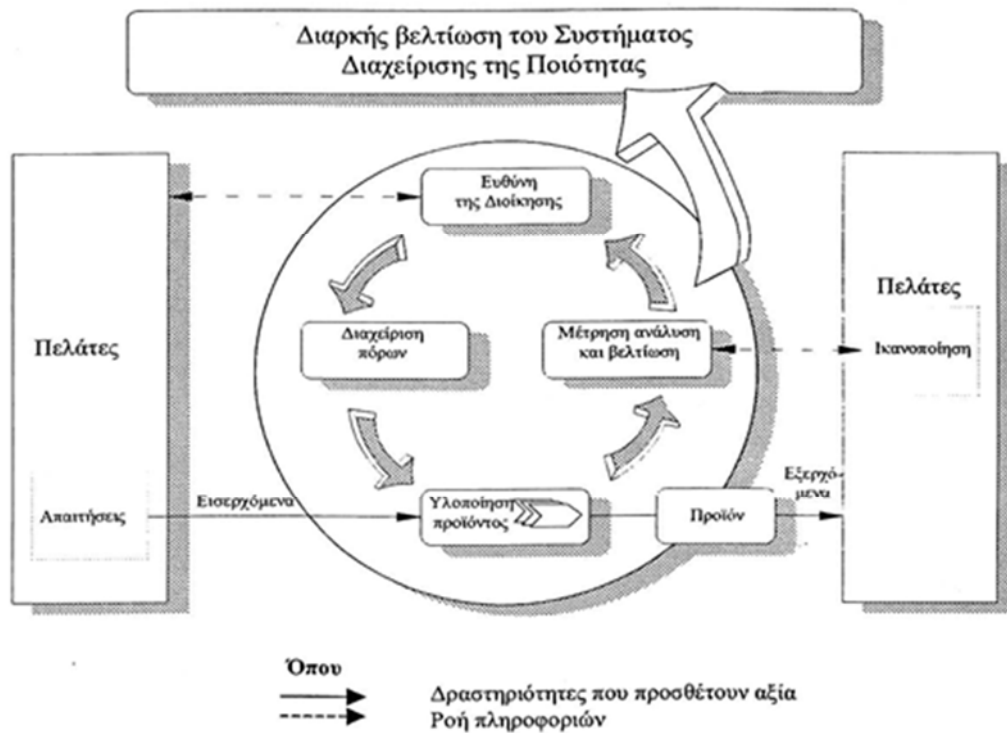 Διαρκής βελτίωση του Συστήματος
Διαχείρισης της Ποιότητας
Ευθύνη
της Διοίκησης
Πελάτες
Διαχείριση
πόρων
Μέτρηση ανάλυση
και βελτίωση
Πελάτες
Ικανοποίηση
Απαιτήσεις
Εισερχόμενα
Υλοποίηση
προϊόντος
Προϊόν
Εξερχό-
μενα
Όπου
Δραστηριότητες που προσθέτουν αξία
Ροή πληροφοριών